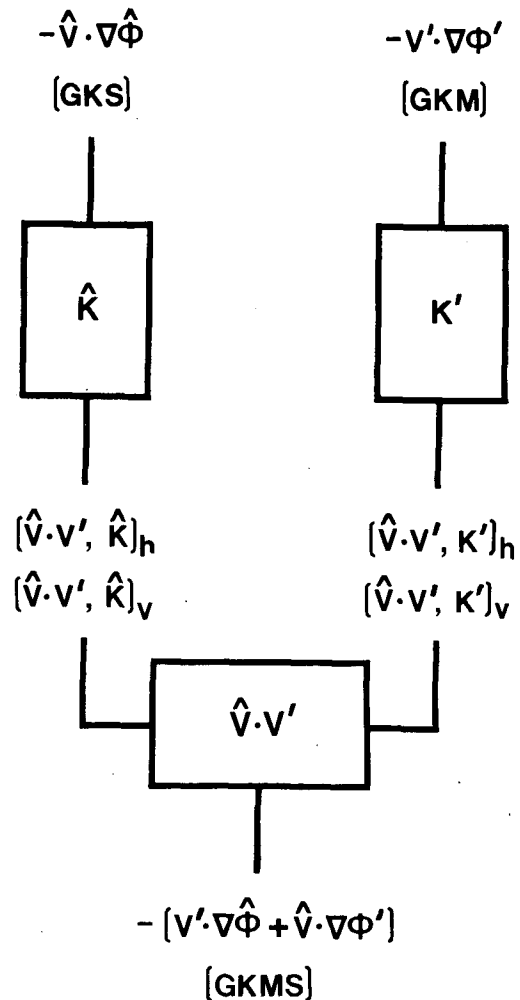 -V̂·∇Φ̂
[GKS]
-V′·∇Φ′
[GKM]
K̂
K′
[V̂·V′, K̂]h
[V̂·V′, K̂]v
[V̂·V′, K′]h
[V̂·V′, K′]v
V̂·V′
-[V′·∇Φ̂ + V̂·∇Φ′]
[GKMS]